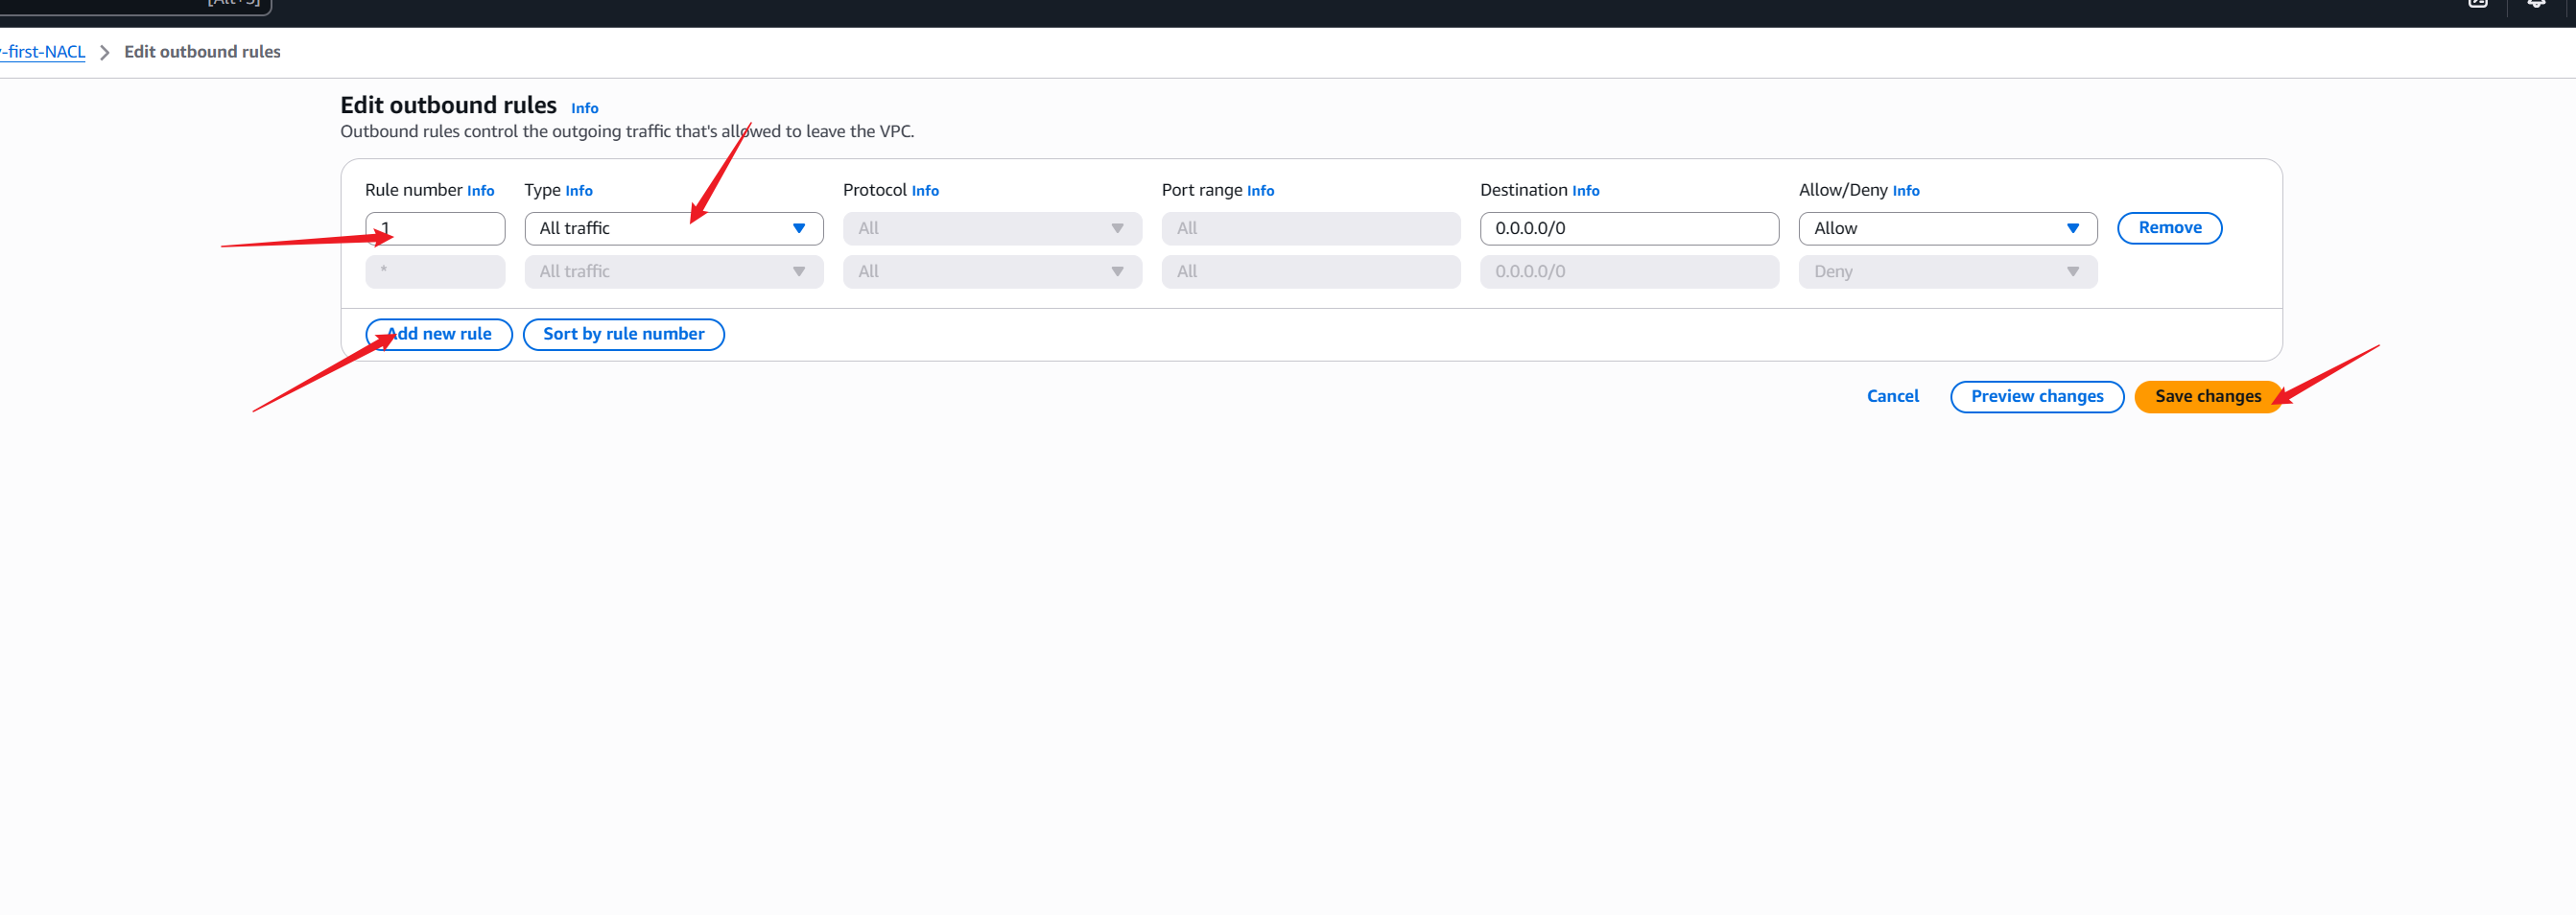 -first-NACL > Edit outbound rules
Edit outbound rules Info
Outbound rules control the outgoing traffic that's allowed to leave the VPC.
Rule number Info Type Info Protocol Info Port range Info Destination Info Allow/Deny Info
1 All traffic All All 0.0.0.0/0 Allow Remove
* All traffic All All 0.0.0.0/0 Deny
Add new rule Sort by rule number
Cancel Preview changes Save changes